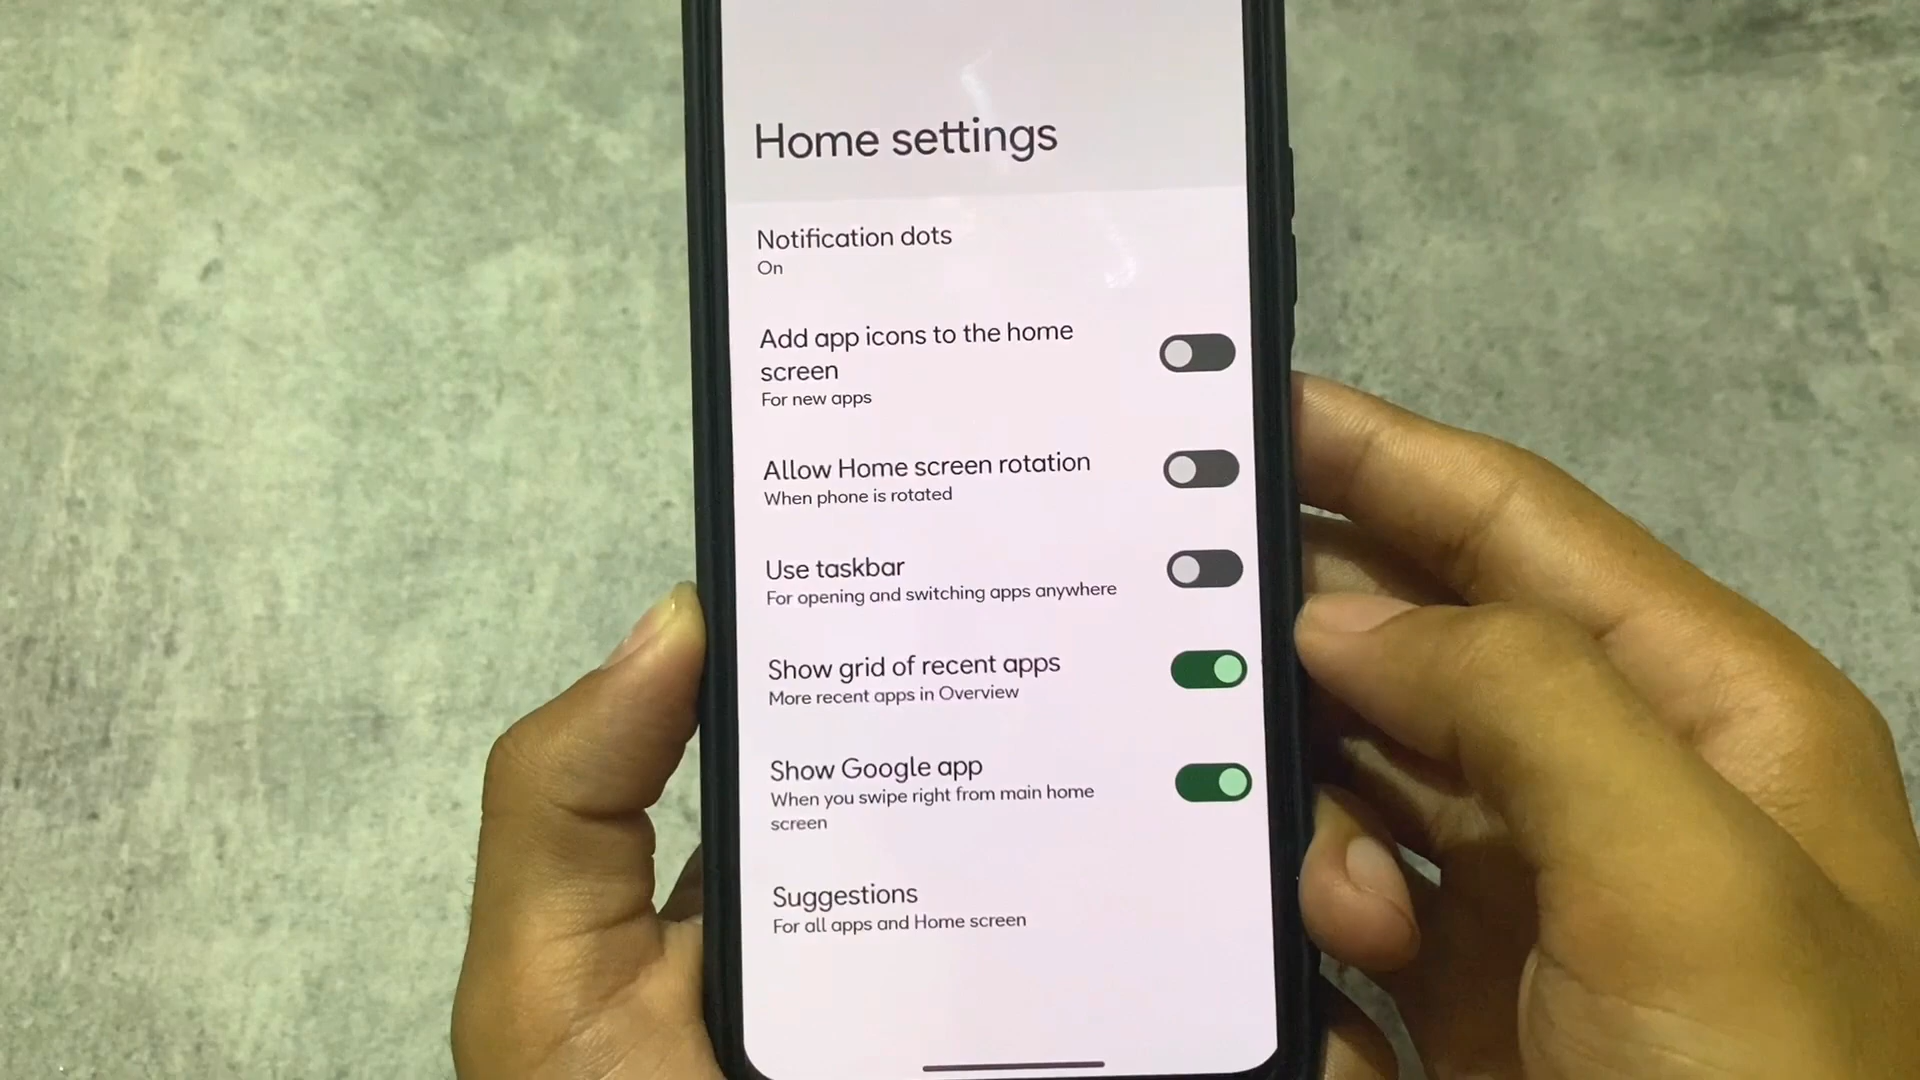 Home settings
Notification dots
On
Add app icons to the home
screen
For new apps
Allow Home screen rotation
When phone is rotated
Use taskbar
For opening and switching apps anywhere
Show grid of recent apps
More recent apps in Overview
Show Google app
When you swipe right from main home
screen
Suggestions
For all apps and Home screen